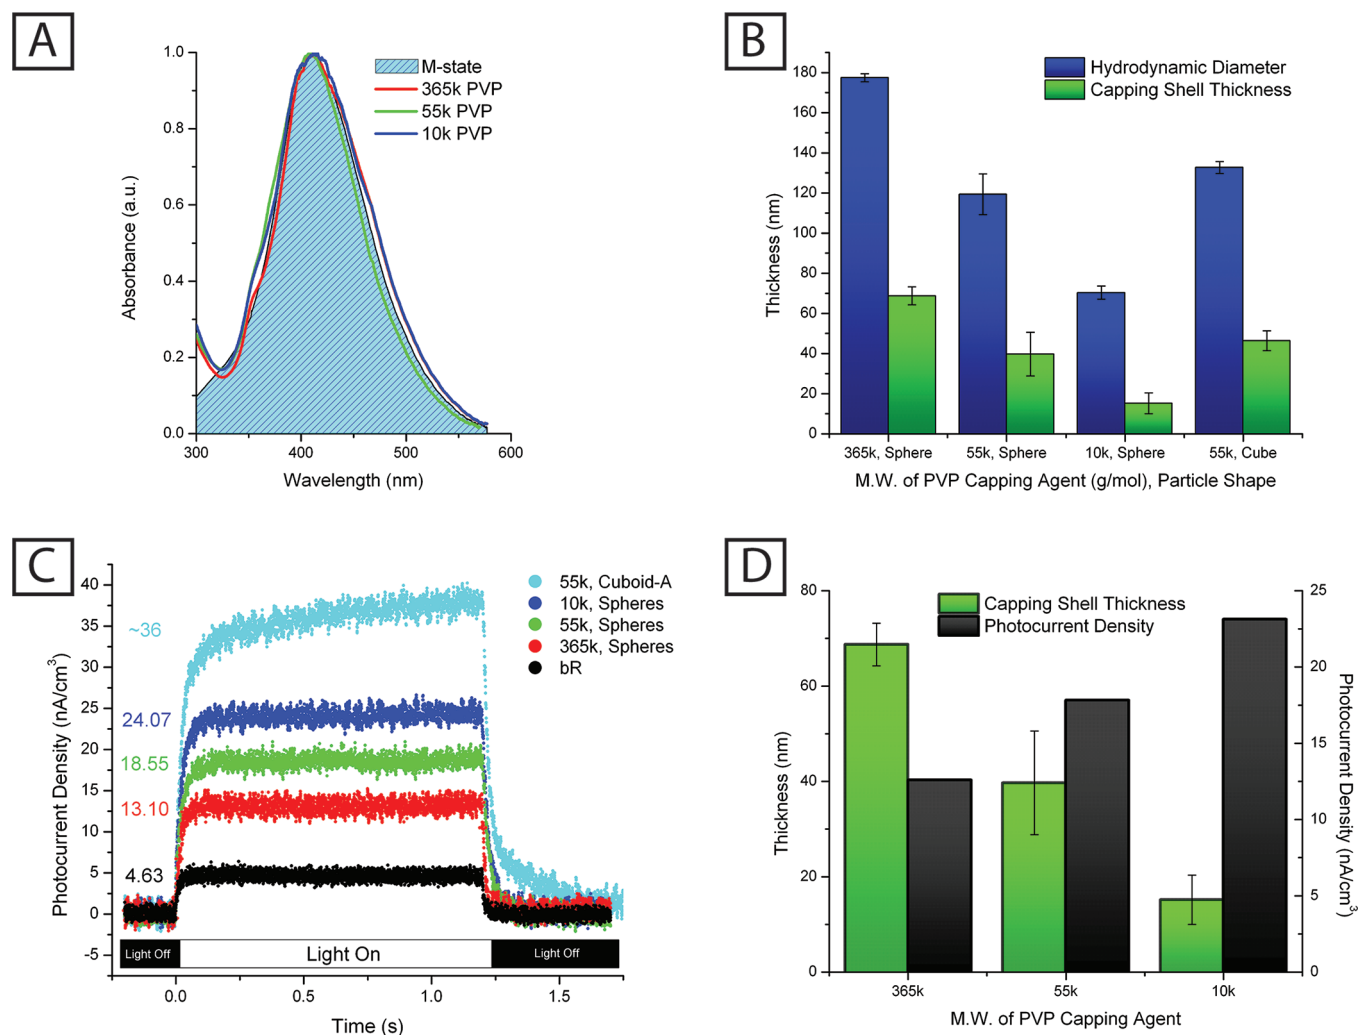 A
1.0
0.8
0.6
0.4
0.2
0.0
300
400
500
600
Absorbance (a.u.)
Wavelength (nm)
M-state
365k PVP
55k PVP
10k PVP
B
180
160
140
120
100
80
60
40
20
0
Thickness (nm)
Hydrodynamic Diameter
Capping Shell Thickness
365k, Sphere
55k, Sphere
10k, Sphere
55k, Cube
M.W. of PVP Capping Agent (g/mol), Particle Shape
C
40
35
30
25
20
15
10
5
0
-5
Photocurrent Density (nA/cm³)
~36
24.07
18.55
13.10
4.63
55k, Cuboid-A
10k, Spheres
55k, Spheres
365k, Spheres
bR
Light Off
Light On
Light Off
0.0
0.5
1.0
1.5
Time (s)
D
80
60
40
20
0
Thickness (nm)
Capping Shell Thickness
Photocurrent Density
25
20
15
10
5
0
Photocurrent Density (nA/cm³)
365k
55k
10k
M.W. of PVP Capping Agent